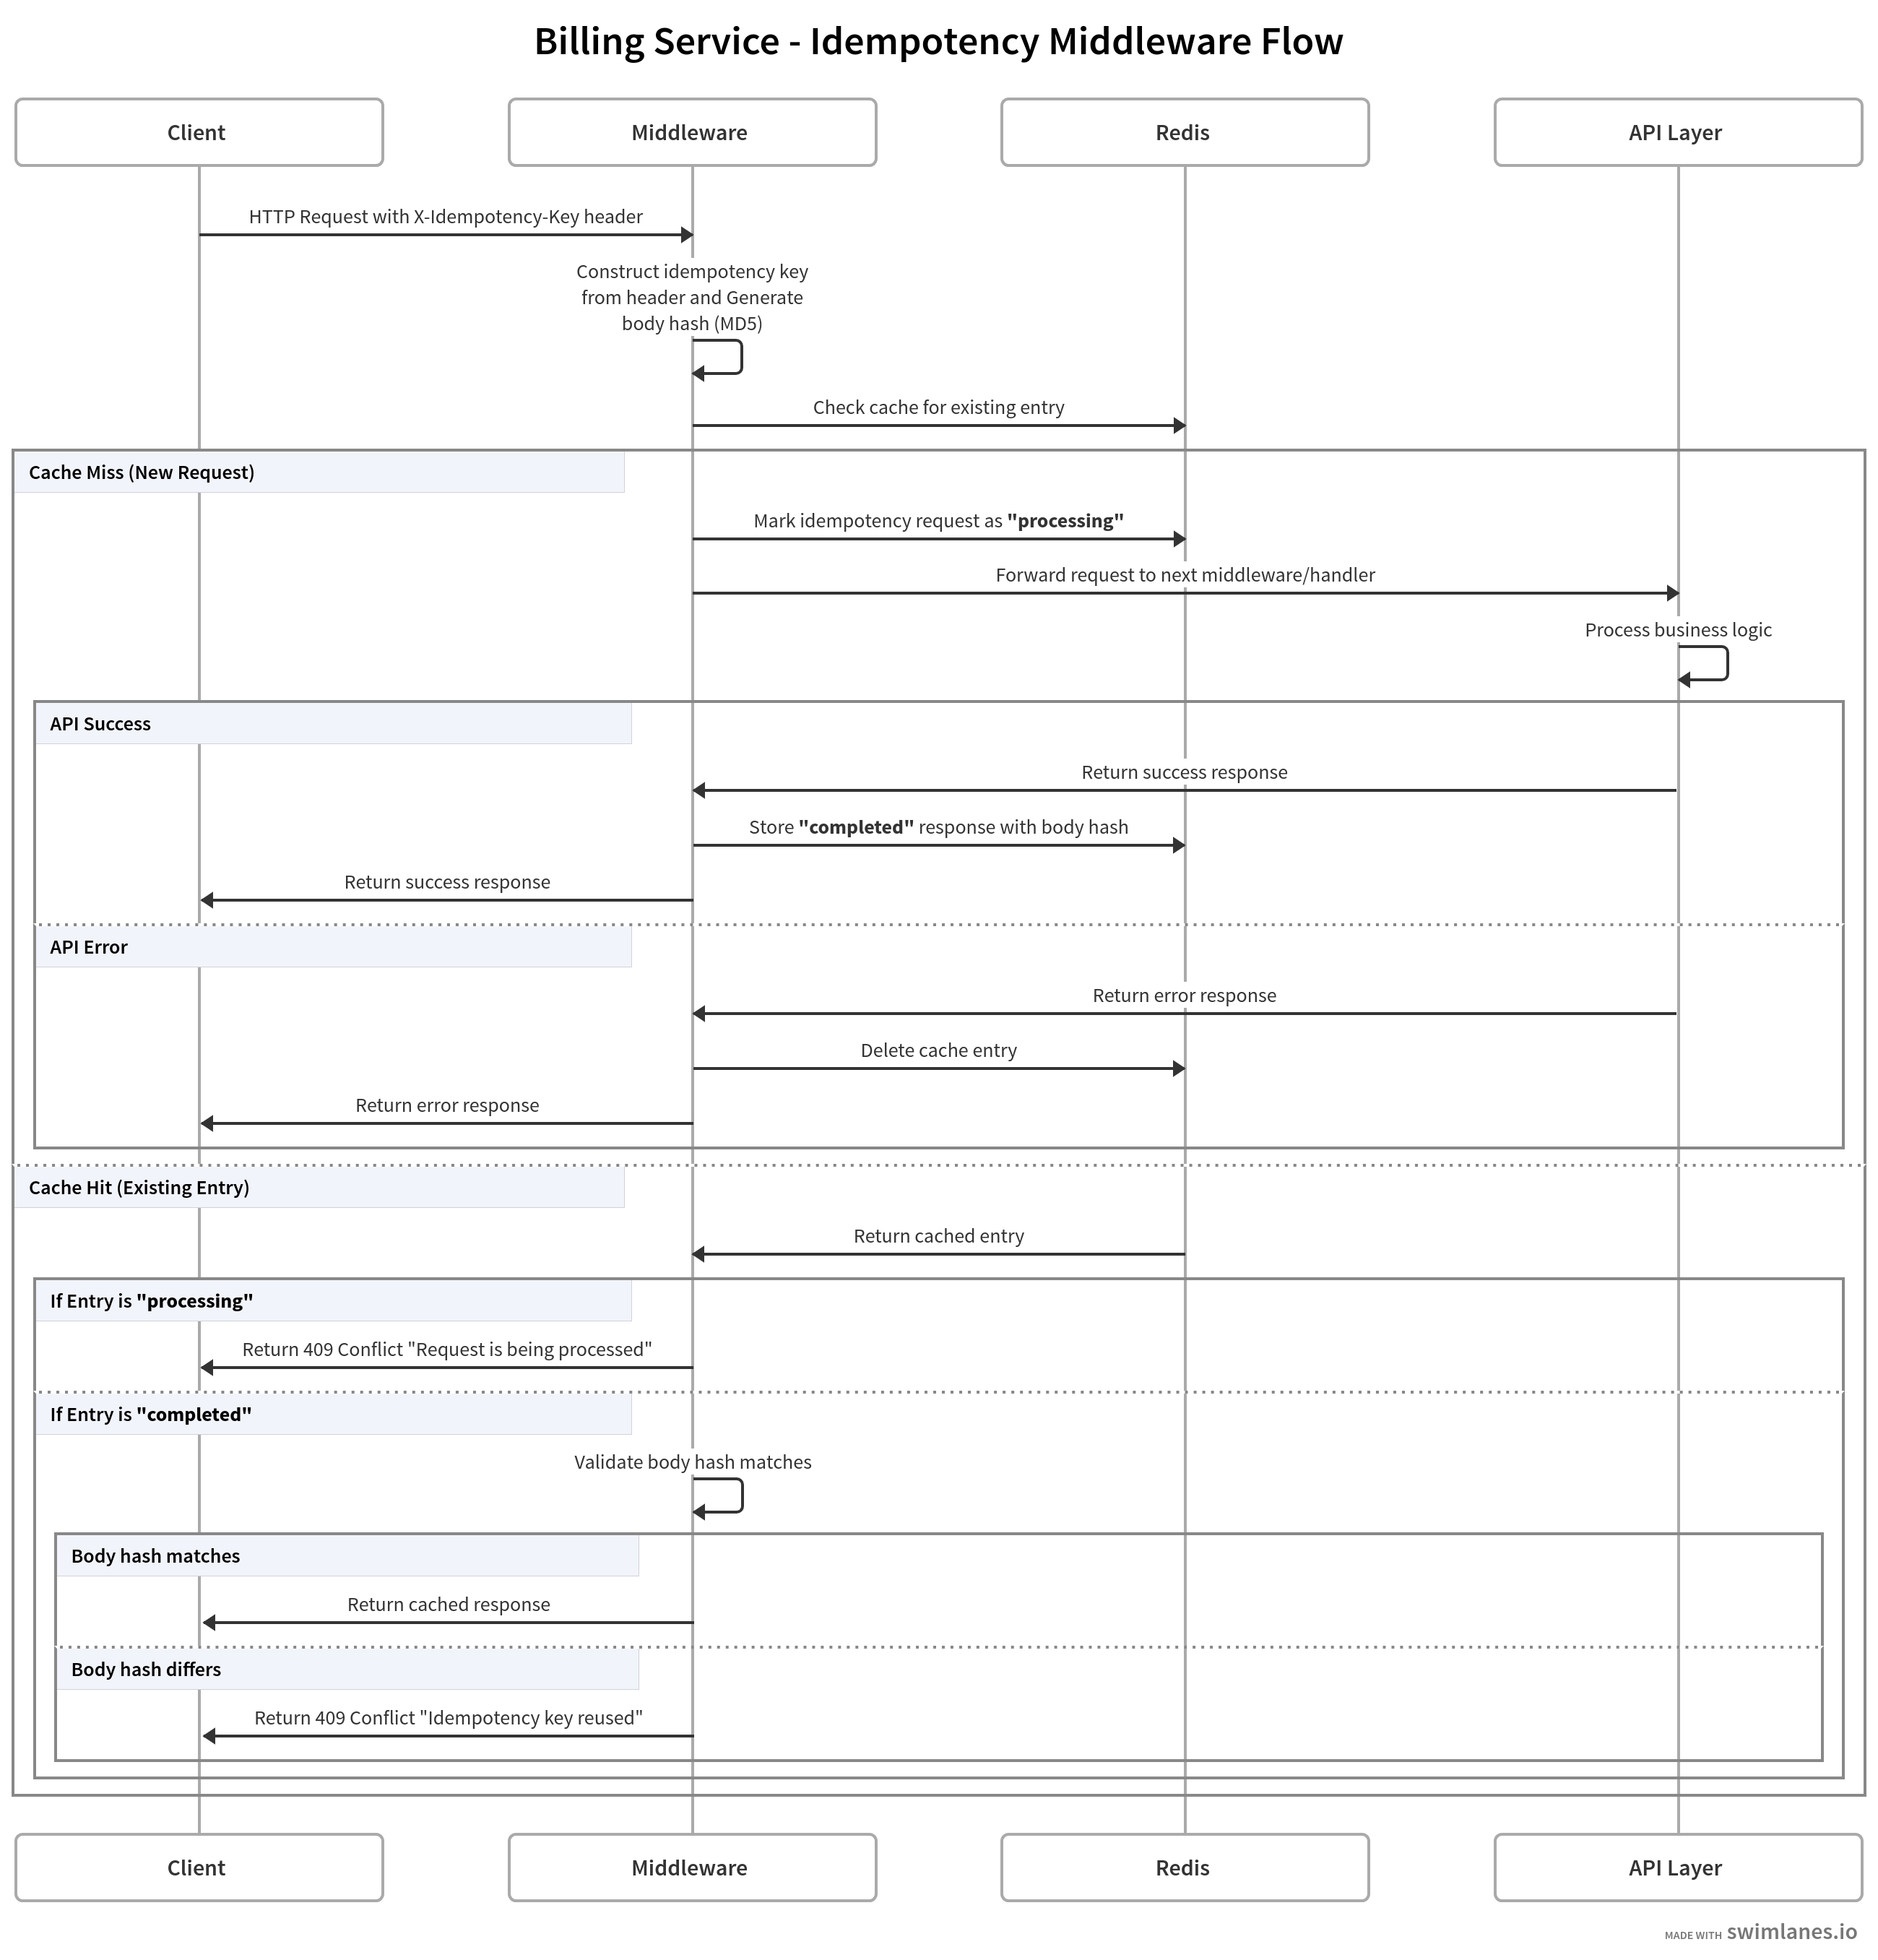 Billing Service - Idempotency Middleware Flow
Client
Middleware
Redis
API Layer
HTTP Request with X-Idempotency-Key header
Construct idempotency key
from header and Generate
body hash (MD5)
Check cache for existing entry
Cache Miss (New Request)
Mark idempotency request as "processing"
Forward request to next middleware/handler
Process business logic
API Success
Return success response
Store "completed" response with body hash
Return success response
API Error
Return error response
Delete cache entry
Return error response
Cache Hit (Existing Entry)
Return cached entry
If Entry is "processing"
Return 409 Conflict "Request is being processed"
If Entry is "completed"
Validate body hash matches
Body hash matches
Return cached response
Body hash differs
Return 409 Conflict "Idempotency key reused"
Client
Middleware
Redis
API Layer
MADE WITH swimlanes.io